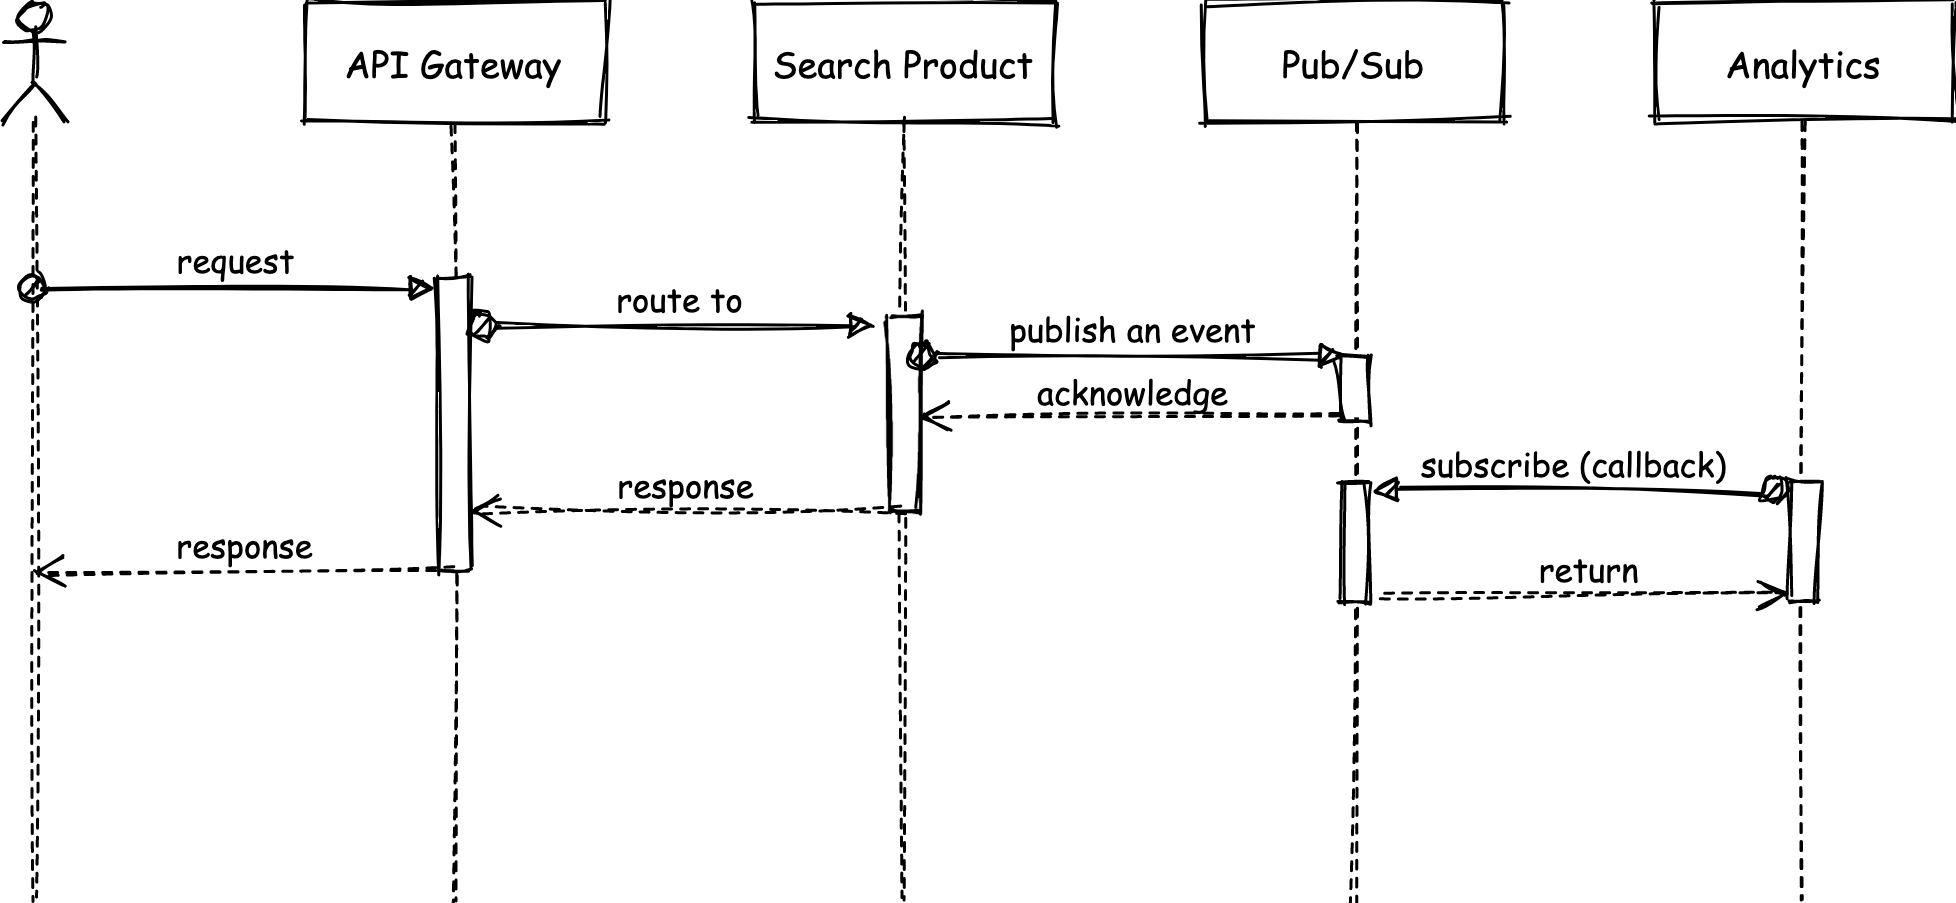 API Gateway
Search Product
Pub/Sub
Analytics
request
route to
publish an event
acknowledge
subscribe (callback)
response
response
return